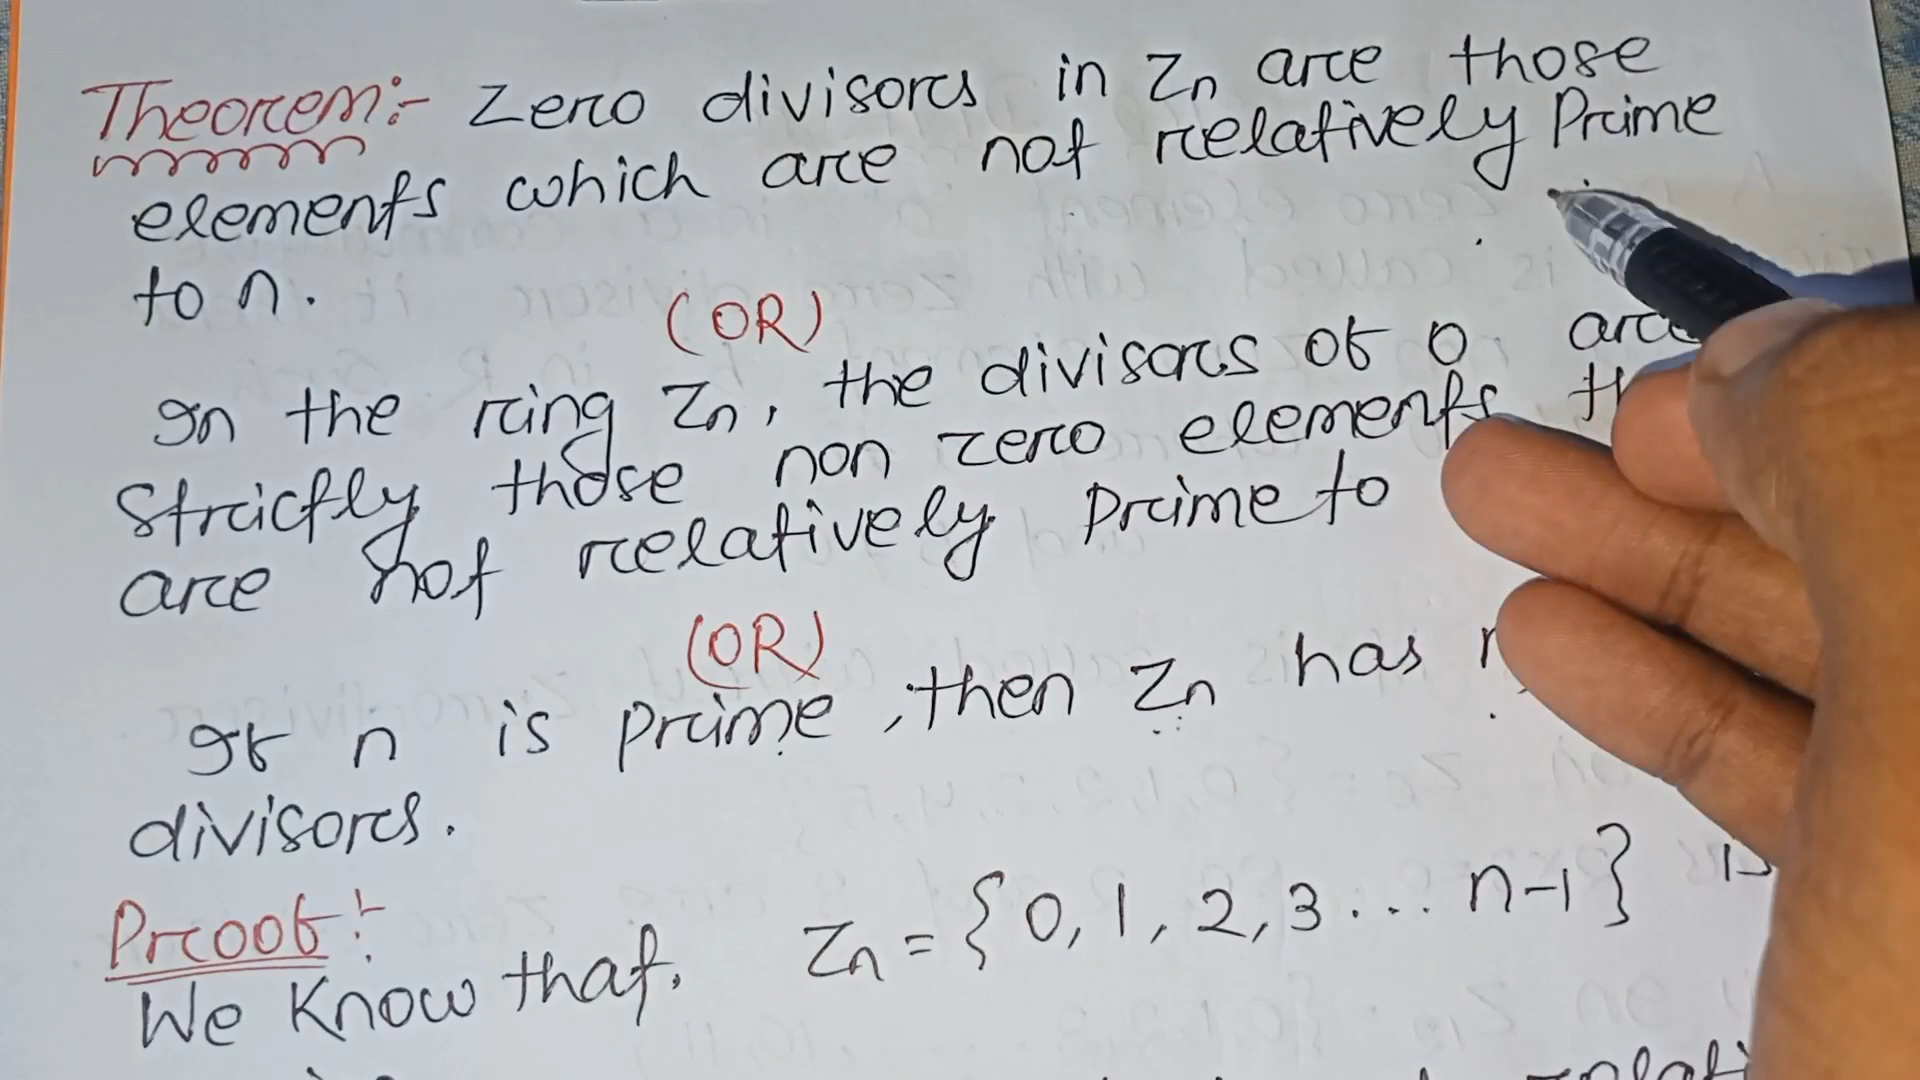 Theorem:- Zero divisors in Zn are those
elements which are not relatively Prime
to n.
(OR)
In the ring Zn, the divisors of 0 are
strictly those non zero elements
are not relatively Prime to
(OR)
If n is prime, then Zn has
divisors.
Proof:-
We Know that, Zn = {0, 1, 2, 3... n-1}